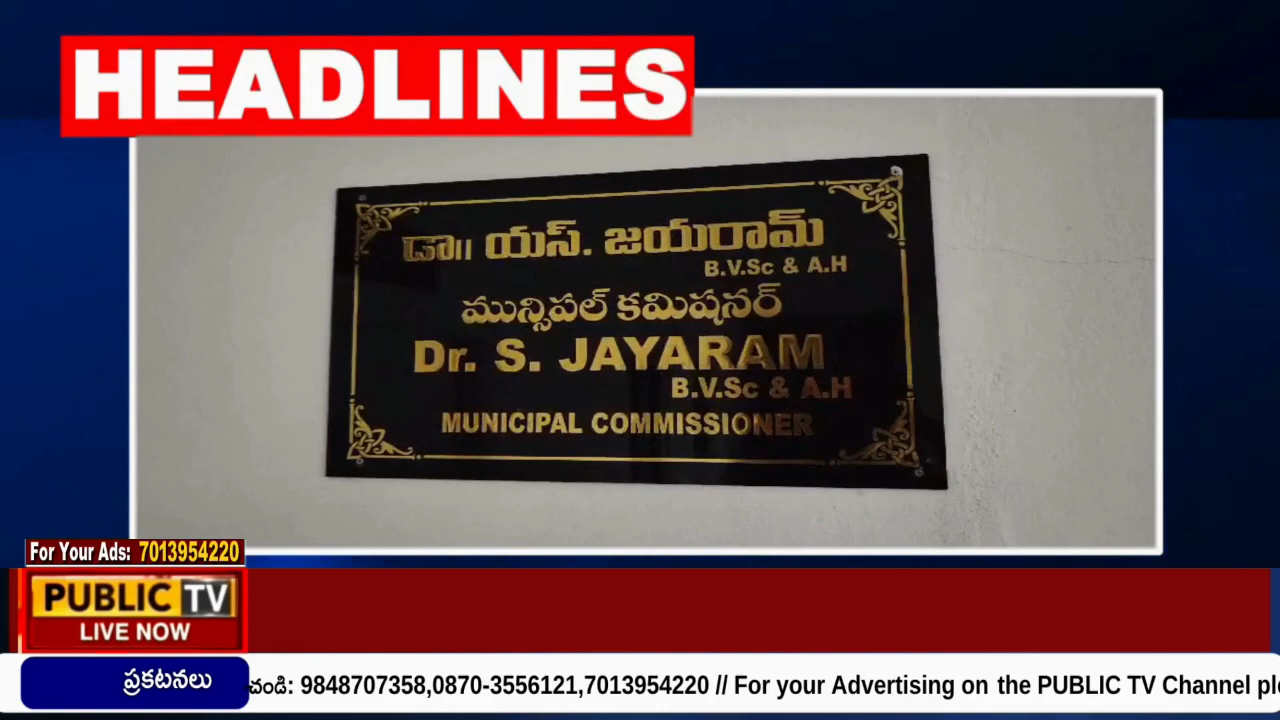 HEADLINES
డా॥ యస్. జయరామ్
B.V.Sc & A.H
మున్సిపల్ కమిషనర్
Dr. S. JAYARAM
B.V.Sc & A.H
MUNICIPAL COMMISSIONER
For Your Ads: 7013954220
PUBLIC TV
LIVE NOW
ప్రకటనలు
చండి: 9848707358,0870-3556121,7013954220 // For your Advertising on the PUBLIC TV Channel ple